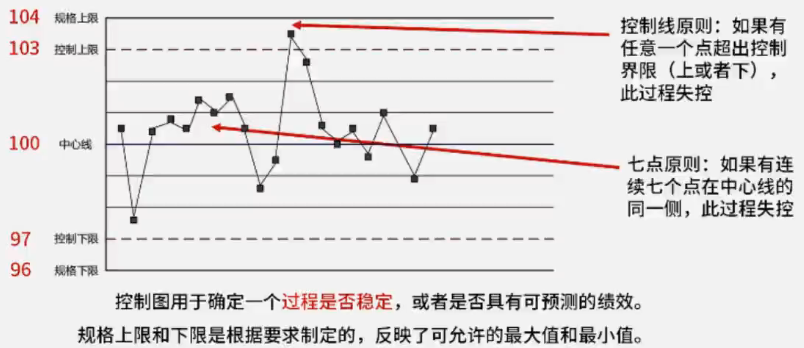 104 规格上限
103 控制上限
100 中心线
97 控制下限
96 规格下限
控制线原则：如果有
任意一个点超出控制
界限（上或者下），
此过程失控
七点原则：如果有连
续七个点在中心线的
同一侧，此过程失控
控制图用于确定一个过程是否稳定，或者是否具有可预测的绩效。
规格上限和下限是根据要求制定的，反映了可允许的最大值和最小值。